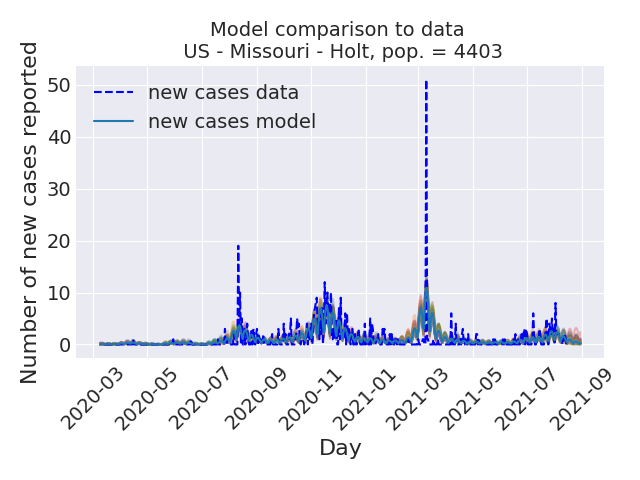 Model comparison to data
US - Missouri - Holt, pop. = 4403
Number of new cases reported
50
40
30
20
10
0
new cases data
new cases model
2020-03
2020-05
2020-07
2020-09
2020-11
2021-01
2021-03
2021-05
2021-07
2021-09
Day